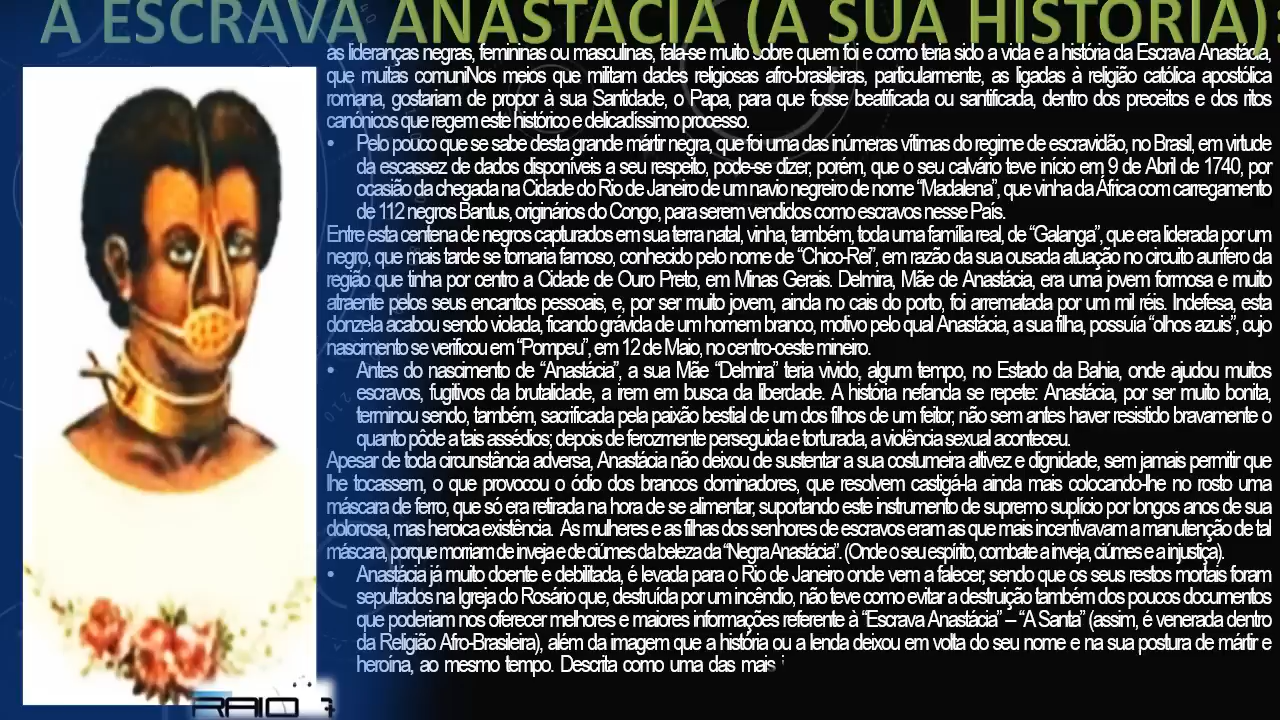 A ESCRAVA ANASTÁCIA (A SUA HISTÓRIA):
as lideranças negras, femininas ou masculinas, fala-se muito sobre quem foi e como teria sido a vida e a história da Escrava Anastácia,
que muitas comuniNos meios que militam dades religiosas afro-brasileiras, particularmente, as ligadas à religião católica apostólica
romana, gostariam de propor à sua Santidade, o Papa, para que fosse beatificada ou santificada, dentro dos preceitos e dos ritos
canônicos que regem este histórico e delicadíssimo processo.
• Pelo pouco que se sabe desta grande mártir negra, que foi uma das inúmeras vítimas do regime de escravidão, no Brasil, em virtude
da escassez de dados disponíveis a seu respeito, pode-se dizer, porém, que o seu calvário teve início em 9 de Abril de 1740, por
ocasião da chegada na Cidade do Rio de Janeiro de um navio negreiro de nome “Madalena”, que vinha da África com carregamento
de 112 negros Bantus, originários do Congo, para serem vendidos como escravos nesse País.
Entre esta centena de negros capturados em sua terra natal, vinha, também, toda uma família real, de “Galanga”, que era liderada por um
negro, que mais tarde se tornaria famoso, conhecido pelo nome de “Chico-Rei”, em razão da sua ousada atuação no circuito aurífero da
região que tinha por centro a Cidade de Ouro Preto, em Minas Gerais. Delmira, Mãe de Anastácia, era uma jovem formosa e muito
atraente pelos seus encantos pessoais, e, por ser muito jovem, ainda no cais do porto, foi arrematada por um mil réis. Indefesa, esta
donzela acabou sendo violada, ficando grávida de um homem branco, motivo pelo qual Anastácia, a sua filha, possuía “olhos azuis”, cujo
nascimento se verificou em “Pompeu”, em 12 de Maio, no centro-oeste mineiro.
• Antes do nascimento de “Anastácia”, a sua Mãe “Delmira” teria vivido, algum tempo, no Estado da Bahia, onde ajudou muitos
escravos, fugitivos da brutalidade, a irem em busca da liberdade. A história nefanda se repete: Anastácia, por ser muito bonita,
terminou sendo, também, sacrificada pela paixão bestial de um dos filhos de um feitor, não sem antes haver resistido bravamente o
quanto pôde a tais assédios; depois de ferozmente perseguida e torturada, a violência sexual aconteceu.
Apesar de toda circunstância adversa, Anastácia não deixou de sustentar a sua costumeira altivez e dignidade, sem jamais permitir que
lhe tocassem, o que provocou o ódio dos brancos dominadores, que resolvem castigá-la ainda mais colocando-lhe no rosto uma
máscara de ferro, que só era retirada na hora de se alimentar, suportando este instrumento de supremo suplício por longos anos de sua
dolorosa, mas heroica existência. As mulheres e as filhas dos senhores de escravos eram as que mais incentivavam a manutenção de tal
máscara, porque morriam de inveja e de ciúmes da beleza da “Negra Anastácia”. (Onde o seu espírito, combate a inveja, ciúmes e a injustiça).
• Anastácia já muito doente e debilitada, é levada para o Rio de Janeiro onde vem a falecer, sendo que os seus restos mortais foram
sepultados na Igreja do Rosário que, destruída por um incêndio, não teve como evitar a destruição também dos poucos documentos
que poderiam nos oferecer melhores e maiores informações referente à “Escrava Anastácia” – “A Santa” (assim, é venerada dentro
da Religião Afro-Brasileira), além da imagem que a história ou a lenda deixou em volta do seu nome e na sua postura de mártir e
heroína, ao mesmo tempo. Descrita como uma das mais
RAIO 7